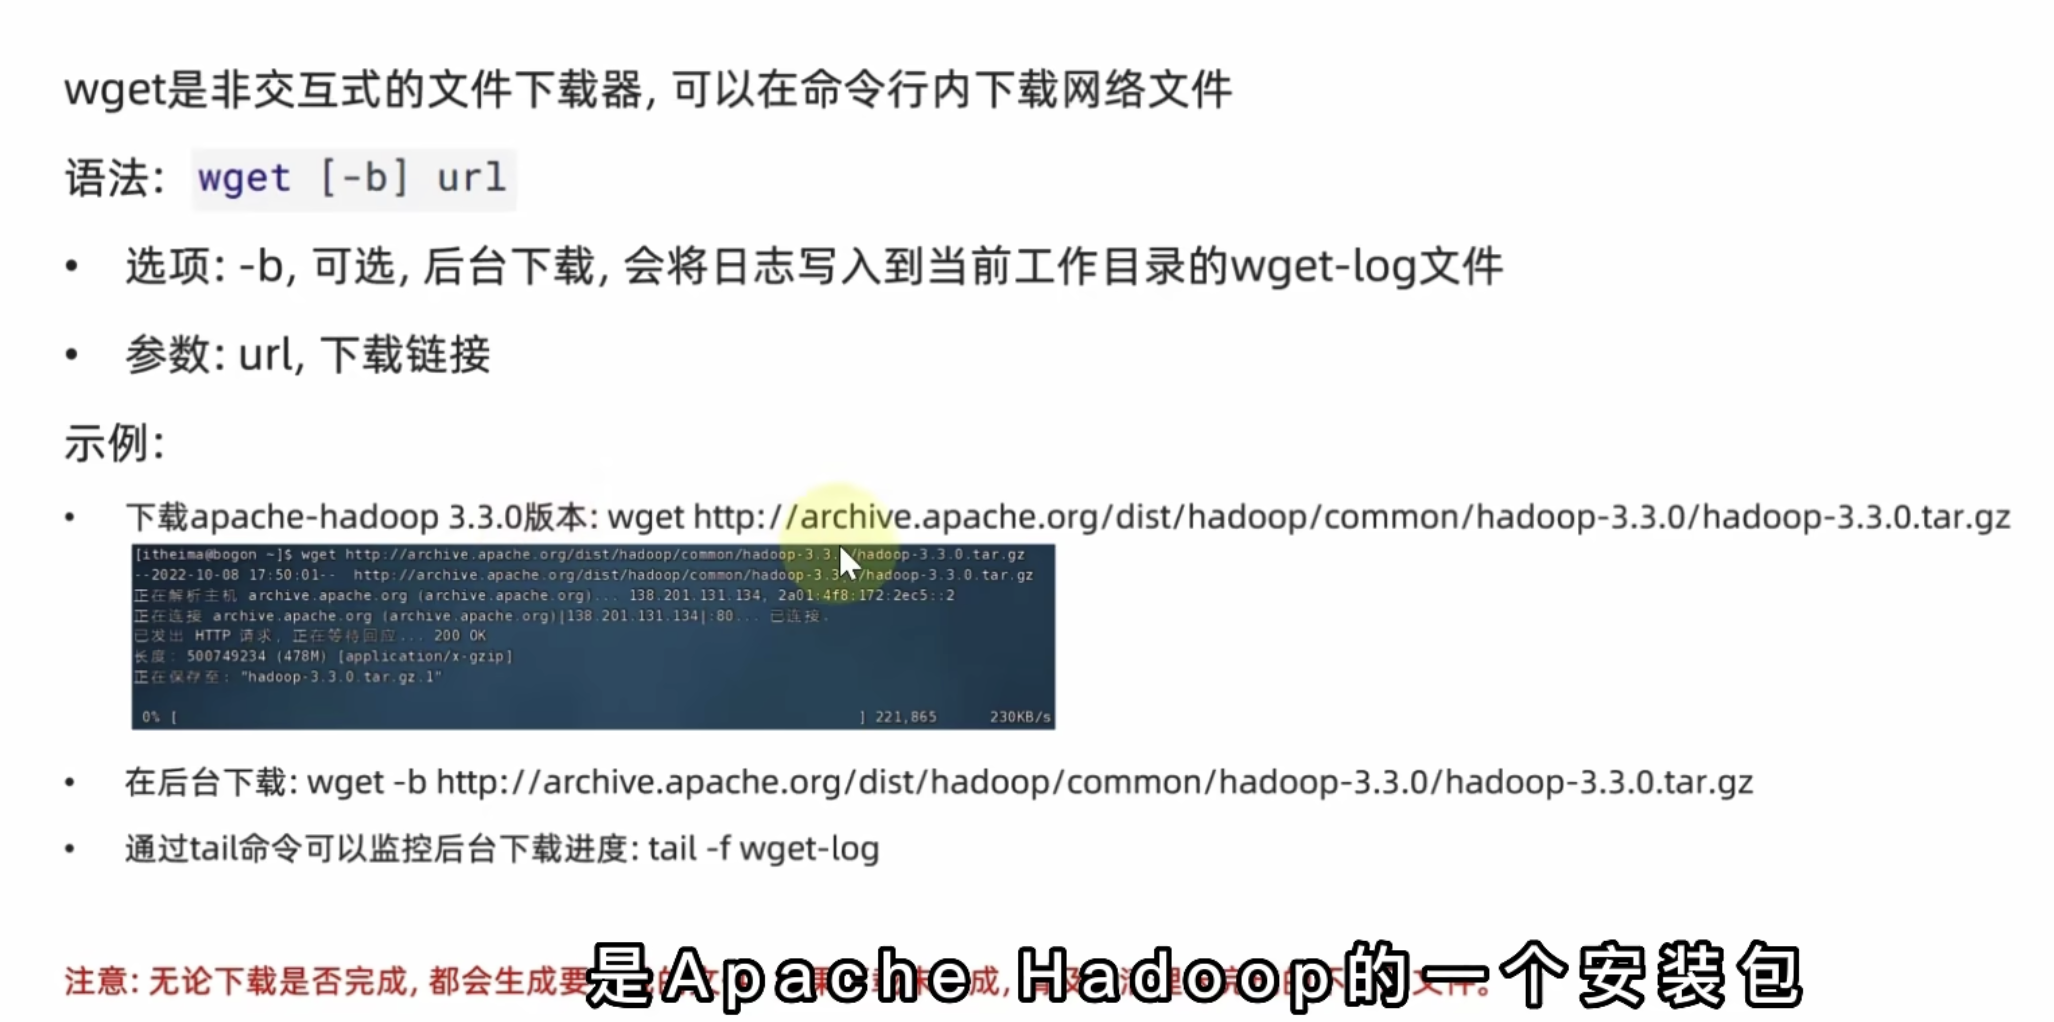 wget是非交互式的文件下载器, 可以在命令行内下载网络文件
语法: wget [-b] url
• 选项: -b, 可选, 后台下载, 会将日志写入到当前工作目录的wget-log文件
• 参数: url, 下载链接
示例:
• 下载apache-hadoop 3.3.0版本: wget http://archive.apache.org/dist/hadoop/common/hadoop-3.3.0/hadoop-3.3.0.tar.gz
[itheima@bogon ~]$ wget http://archive.apache.org/dist/hadoop/common/hadoop-3.3. /hadoop-3.3.0.tar.gz
--2022-10-08 17:50:01-- http://archive.apache.org/dist/hadoop/common/hadoop-3.3. /hadoop-3.3.0.tar.gz
正在解析主机 archive.apache.org (archive.apache.org)... 138.201.131.134, 2a01:4f8:172:2ec5::2
正在连接 archive.apache.org (archive.apache.org)|138.201.131.134|:80... 已连接.
已发出 HTTP 请求, 正在等待回应... 200 OK
长度: 500749234 (478M) [application/x-gzip]
正在保存至: "hadoop-3.3.0.tar.gz.1"
0% [ ] 221,865 230KB/s
• 在后台下载: wget -b http://archive.apache.org/dist/hadoop/common/hadoop-3.3.0/hadoop-3.3.0.tar.gz
• 通过tail命令可以监控后台下载进度: tail -f wget-log
注意: 无论下载是否完成, 都会生成要
是Apache Hadoop的一个安装包